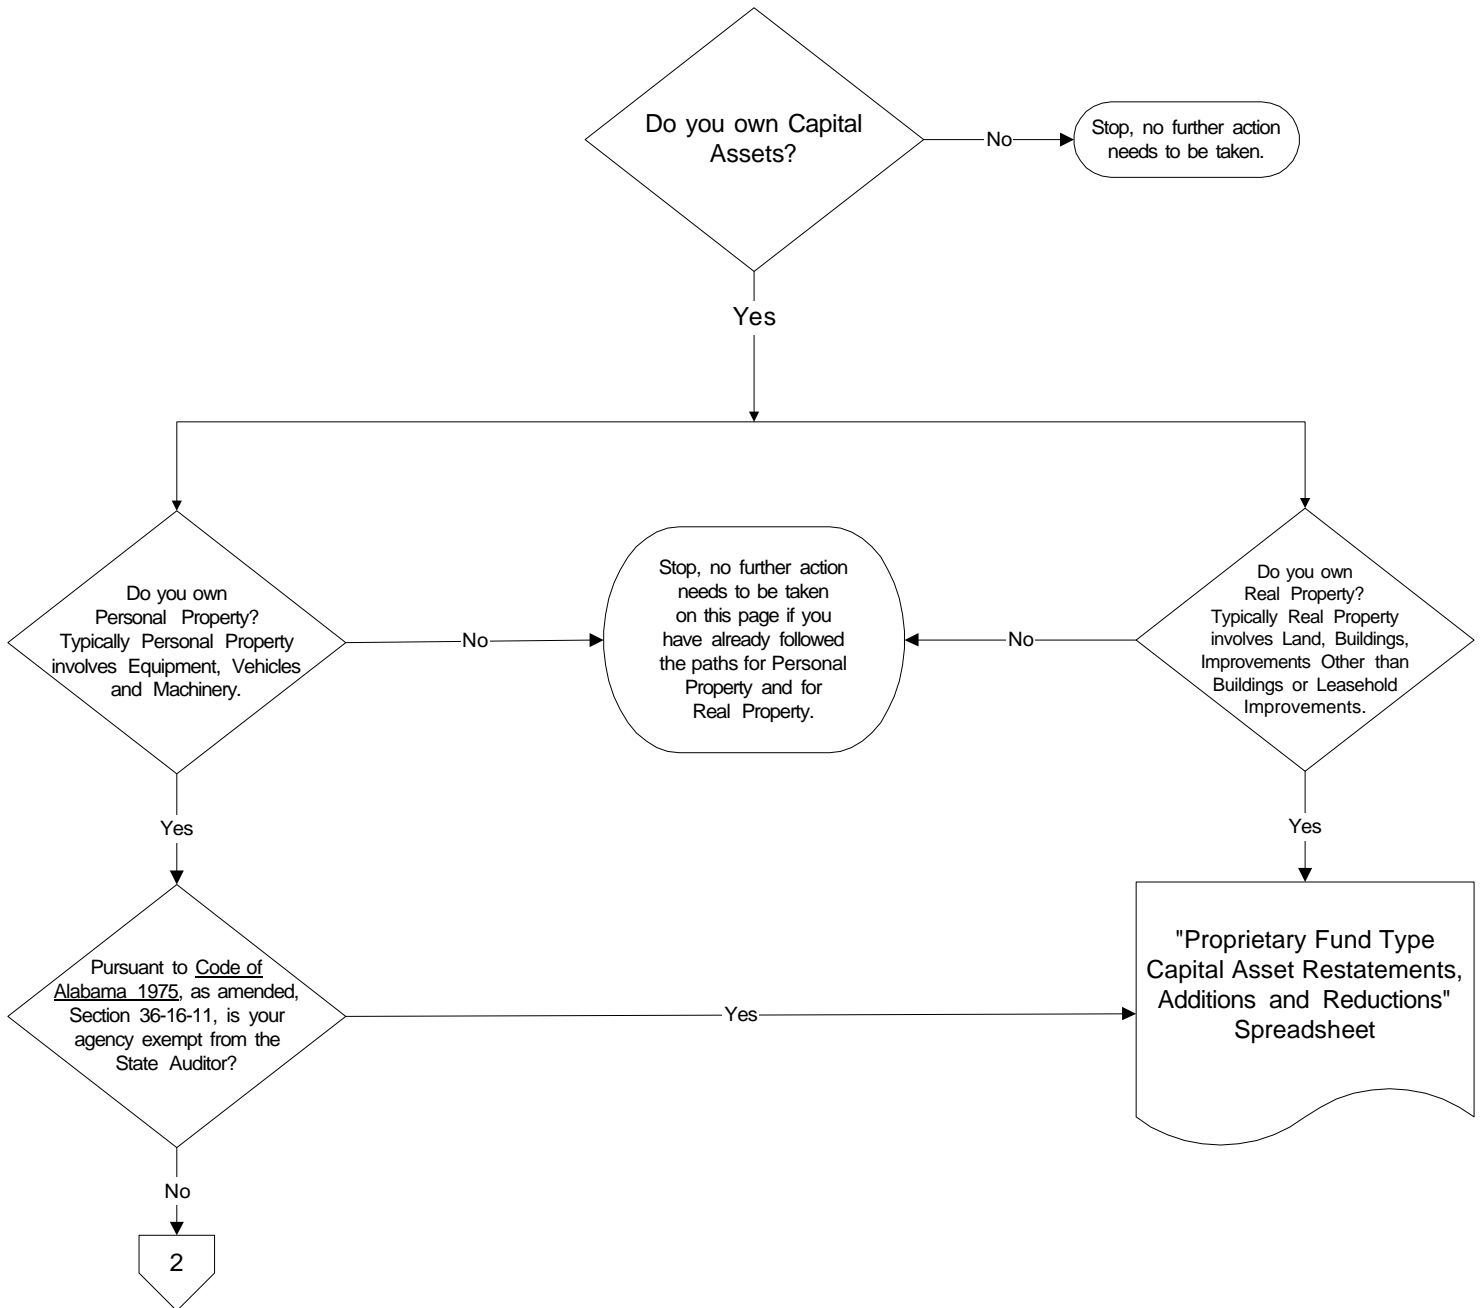 Do you own Capital
Assets?
No
Stop, no further action
needs to be taken.
Yes
Do you own
Personal Property?
Typically Personal Property
involves Equipment, Vehicles
and Machinery.
No
Stop, no further action
needs to be taken
on this page if you
have already followed
the paths for Personal
Property and for
Real Property.
No
Do you own
Real Property?
Typically Real Property
involves Land, Buildings,
Improvements Other than
Buildings or Leasehold
Improvements.
Yes
Yes
Pursuant to Code of
Alabama 1975, as amended,
Section 36-16-11, is your
agency exempt from the
State Auditor?
Yes
"Proprietary Fund Type
Capital Asset Restatements,
Additions and Reductions"
Spreadsheet
No
2